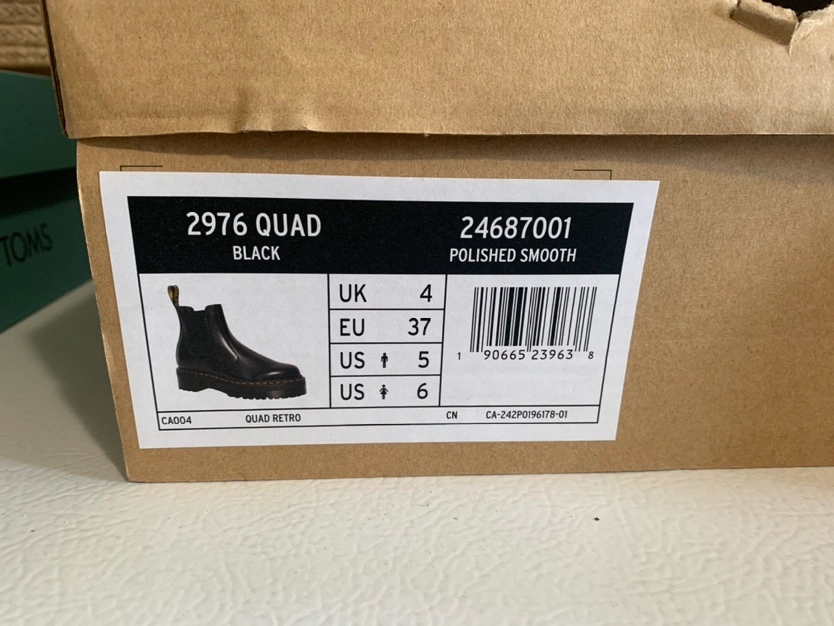 TOMS
2976 QUAD
BLACK
24687001
POLISHED SMOOTH
UK 4
EU 37
US 5
US 6
1 90665 23963 8
CA004 QUAD RETRO CN CA-242P0196178-01